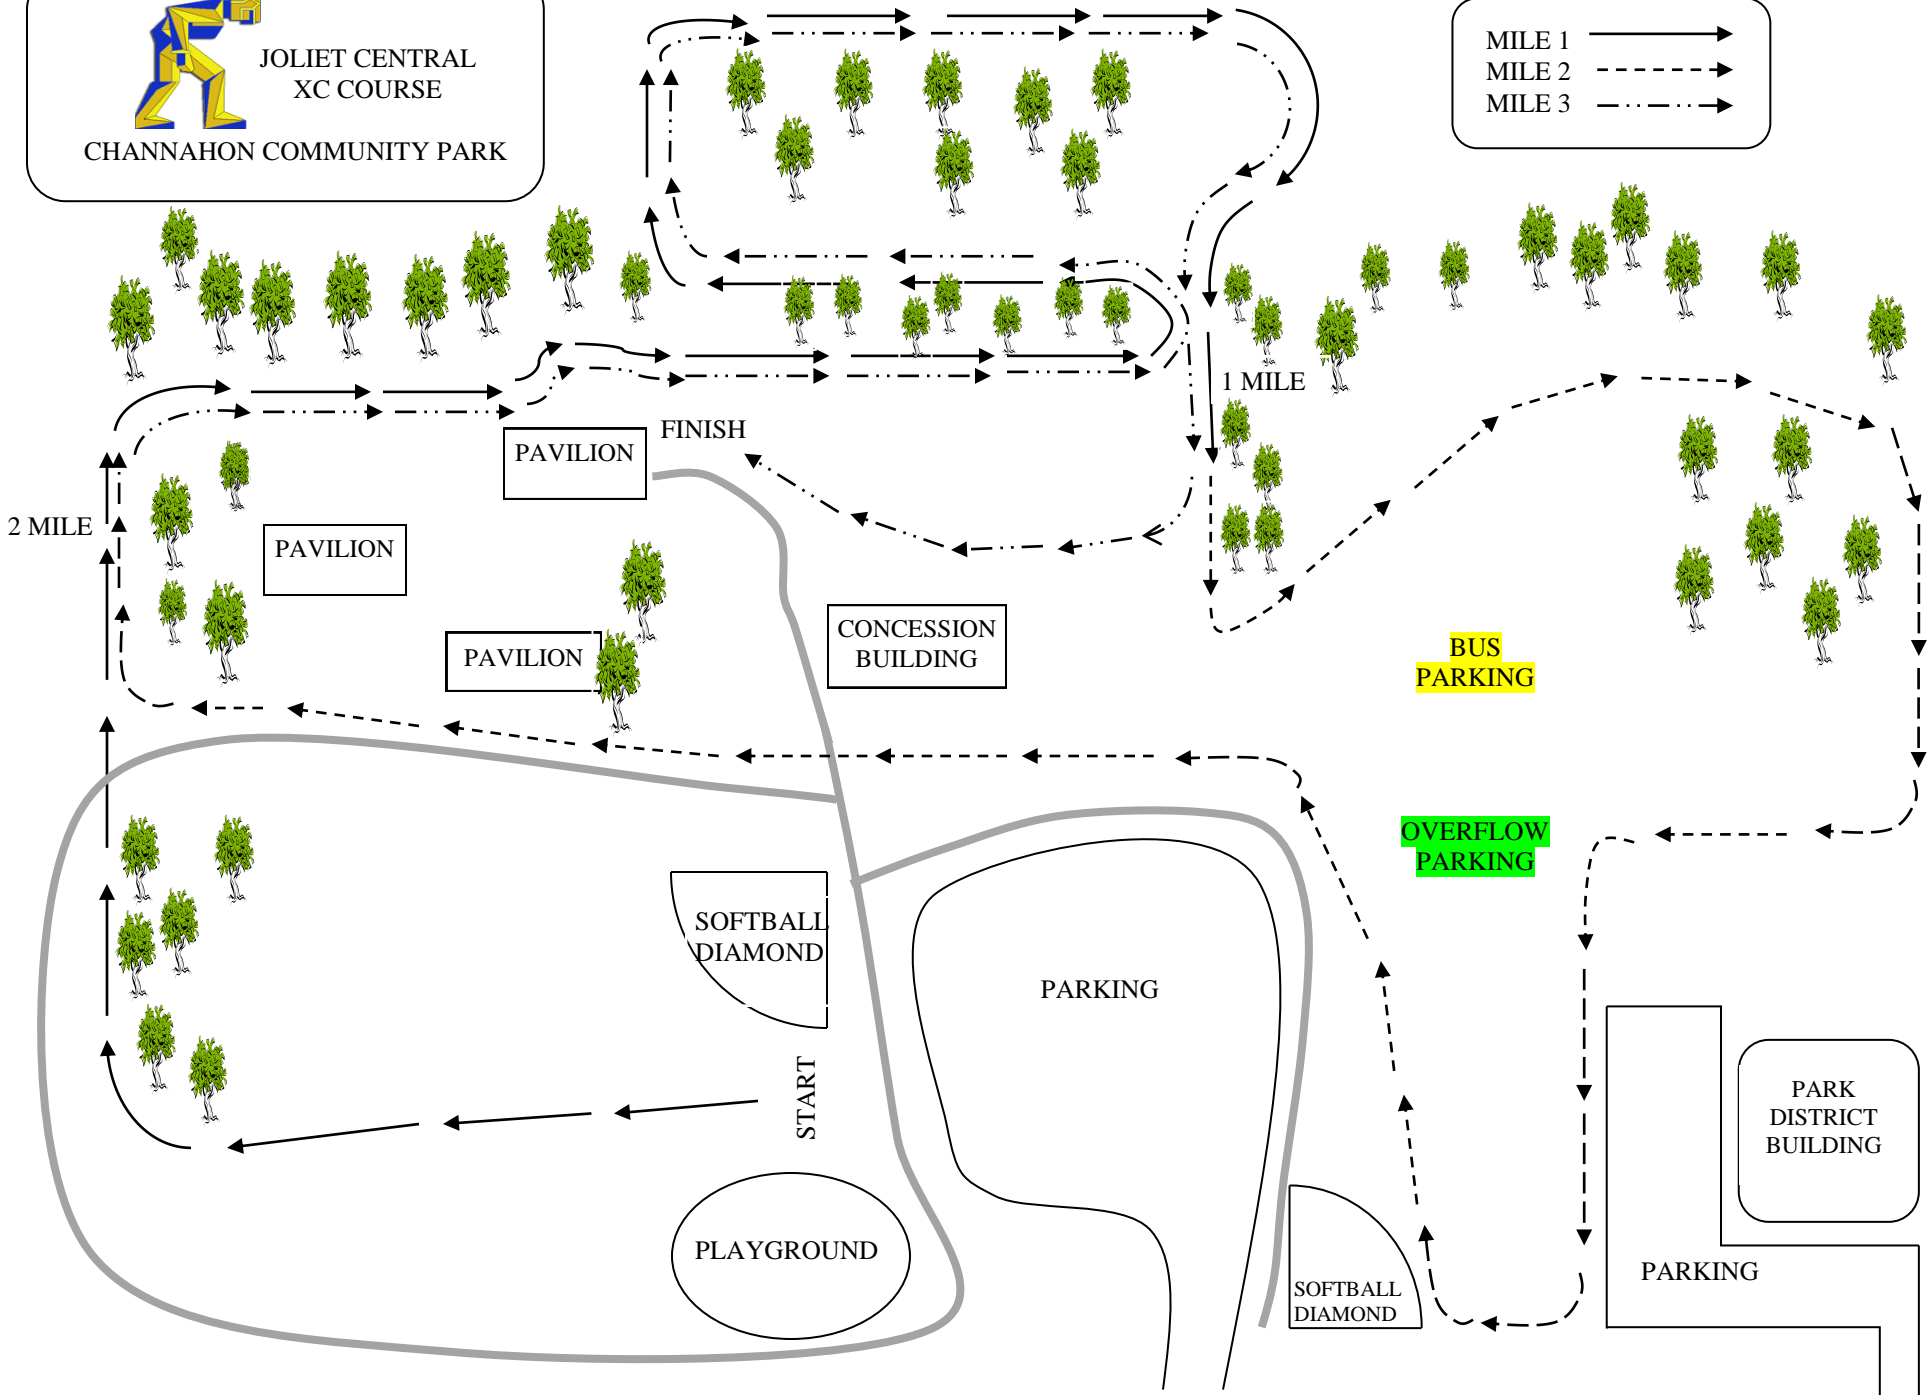 JOLIET CENTRAL
XC COURSE
CHANNAHON COMMUNITY PARK
MILE 1
MILE 2
MILE 3
1 MILE
FINISH
PAVILION
2 MILE
PAVILION
PAVILION
CONCESSION
BUILDING
BUS
PARKING
OVERFLOW
PARKING
SOFTBALL
DIAMOND
PARKING
START
PARK
DISTRICT
BUILDING
PLAYGROUND
SOFTBALL
DIAMOND
PARKING